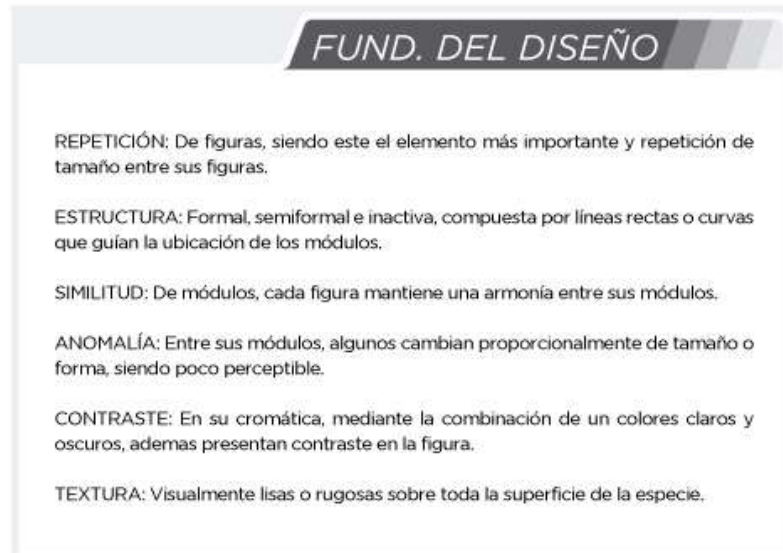 FUND. DEL DISEÑO
REPETICIÓN: De figuras, siendo este el elemento más importante y repetición de
tamaño entre sus figuras.
ESTRUCTURA: Formal, semiformal e inactiva, compuesta por líneas rectas o curvas
que guían la ubicación de los módulos.
SIMILITUD: De módulos, cada figura mantiene una armonía entre sus módulos.
ANOMALÍA: Entre sus módulos, algunos cambian proporcionalmente de tamaño o
forma, siendo poco perceptible.
CONTRASTE: En su cromática, mediante la combinación de un colores claros y
oscuros, ademas presentan contraste en la figura.
TEXTURA: Visualmente lisas o rugosas sobre toda la superficie de la especie.